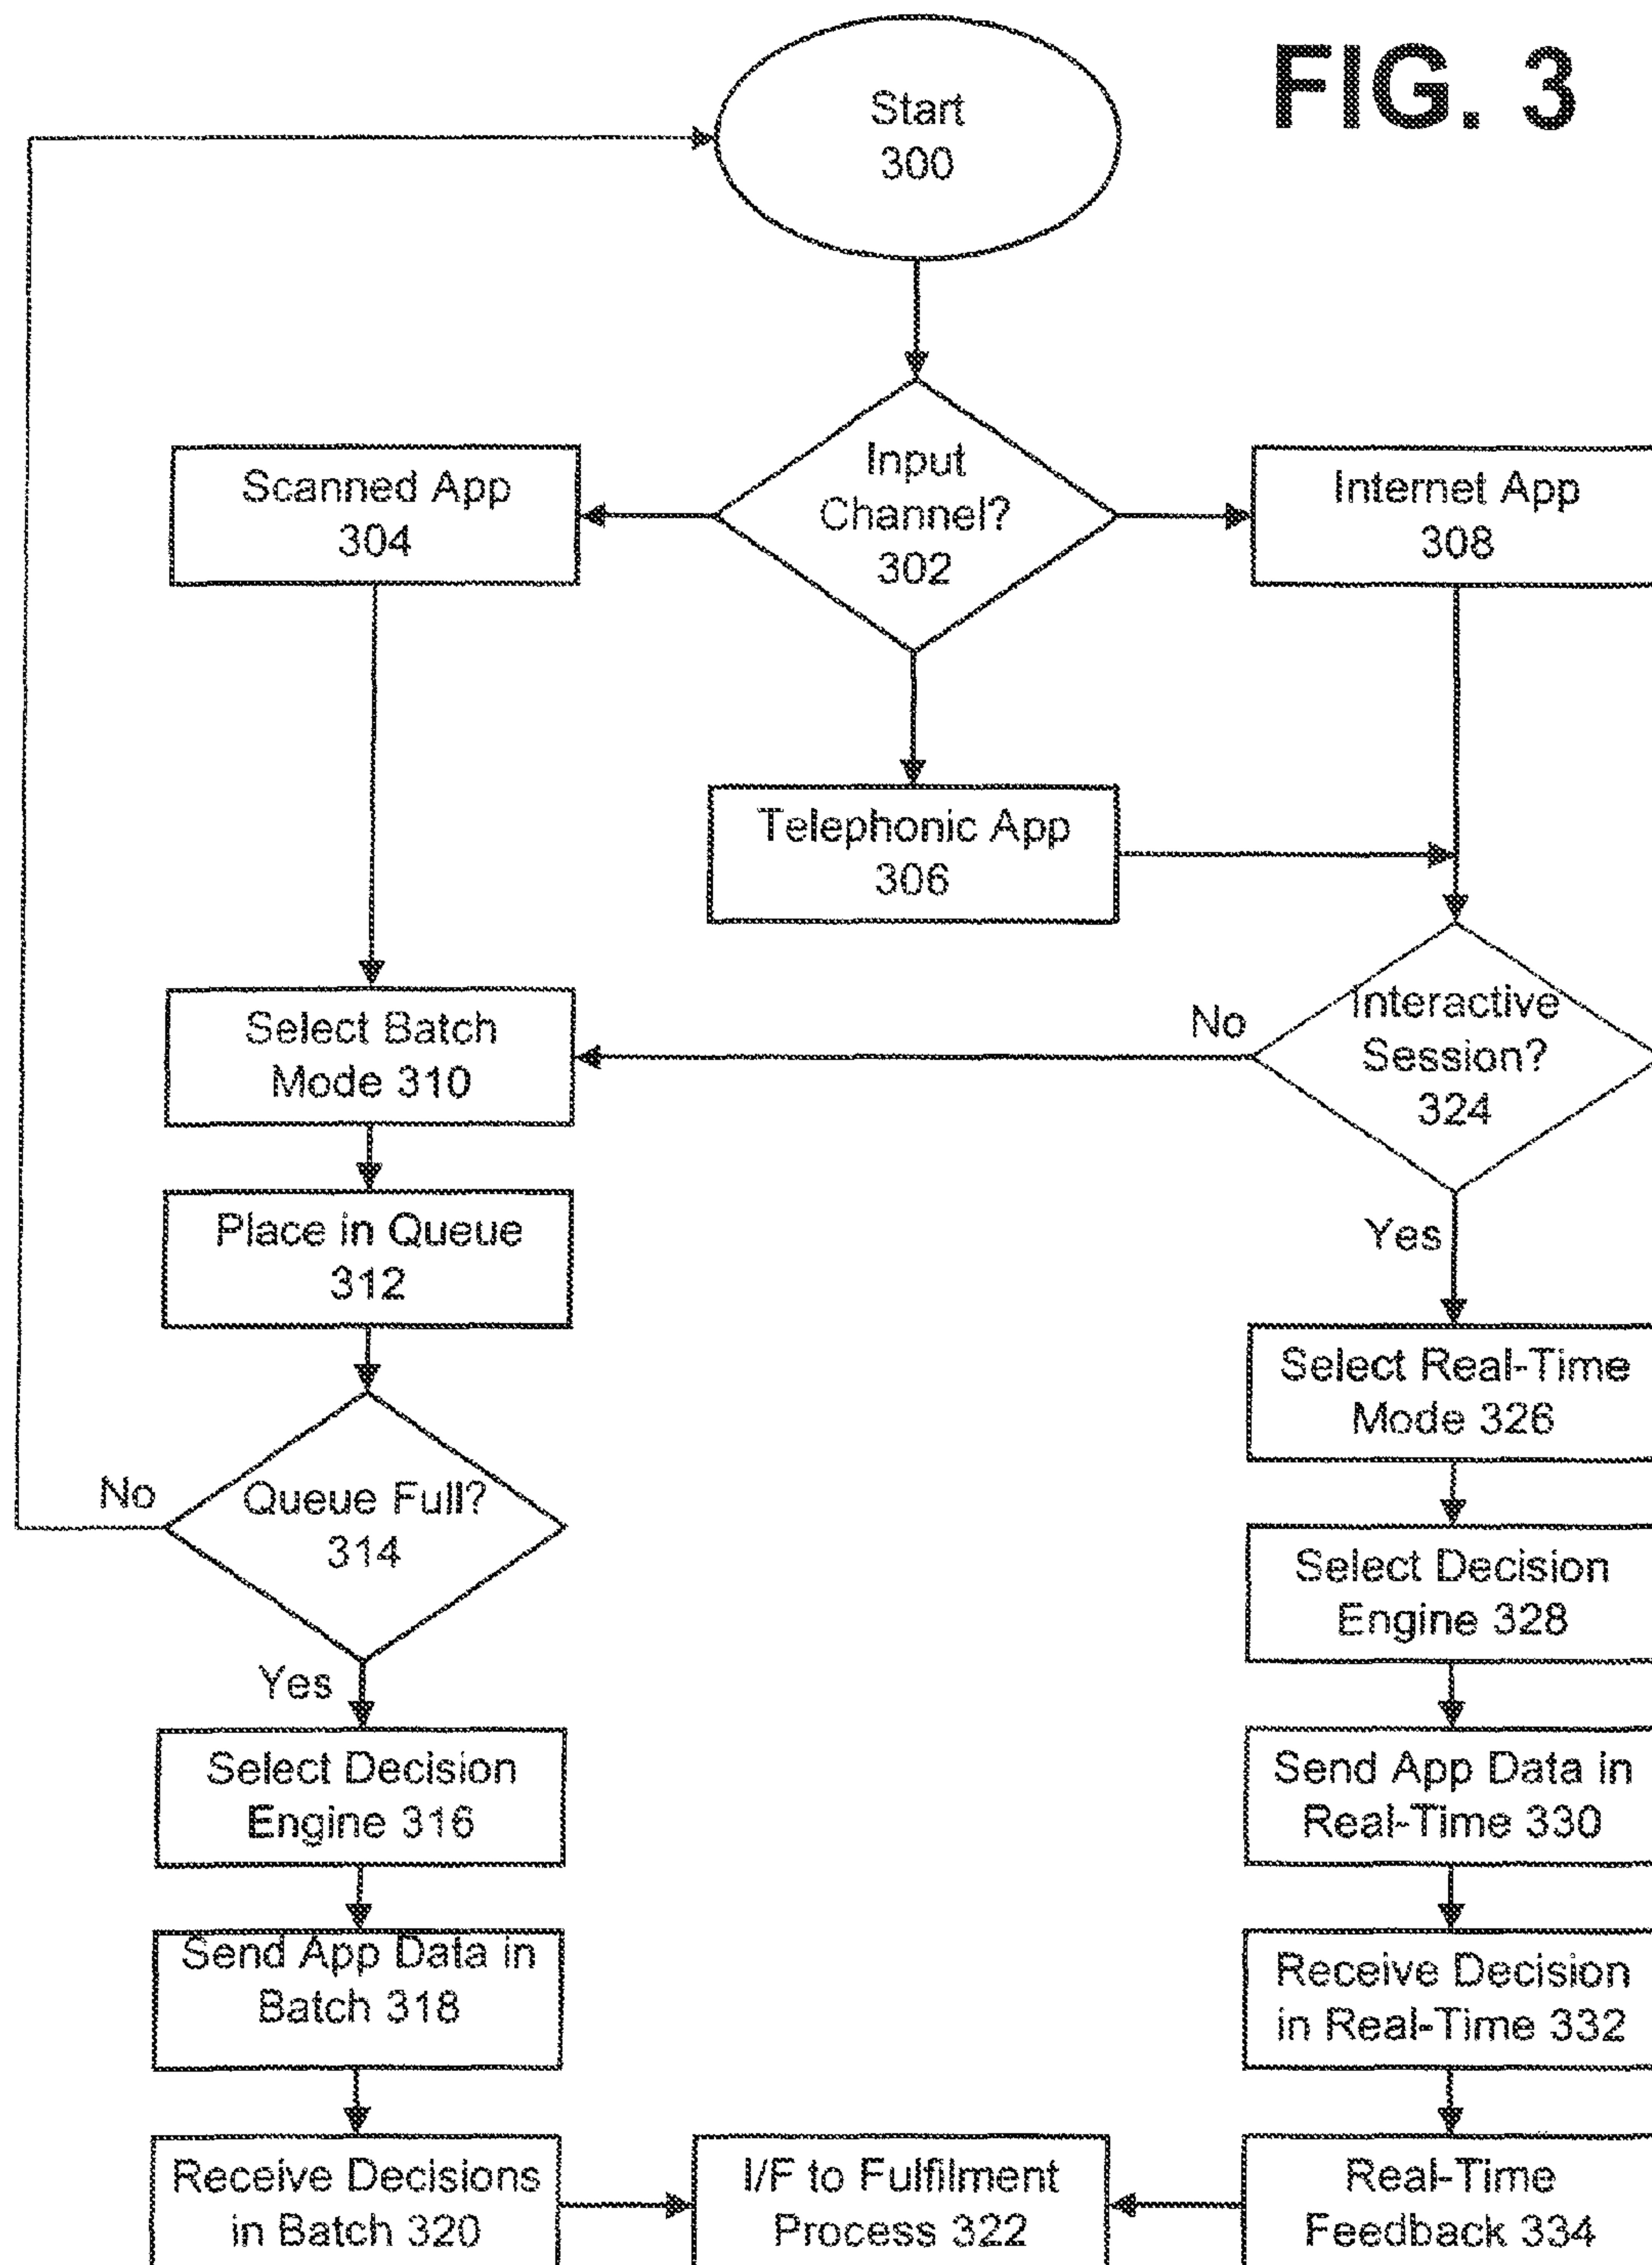 FIG. 3
Start
300
Input
Channel?
302
Scanned App
304
Internet App
308
Telephonic App
306
Select Batch
Mode 310
No
Interactive
Session?
324
Place in Queue
312
Yes
Select Real-Time
Mode 326
No
Queue Full?
314
Select Decision
Engine 328
Yes
Select Decision
Engine 316
Send App Data in
Real-Time 330
Send App Data in
Batch 318
Receive Decision
in Real-Time 332
Receive Decisions
in Batch 320
I/F to Fulfilment
Process 322
Real-Time
Feedback 334